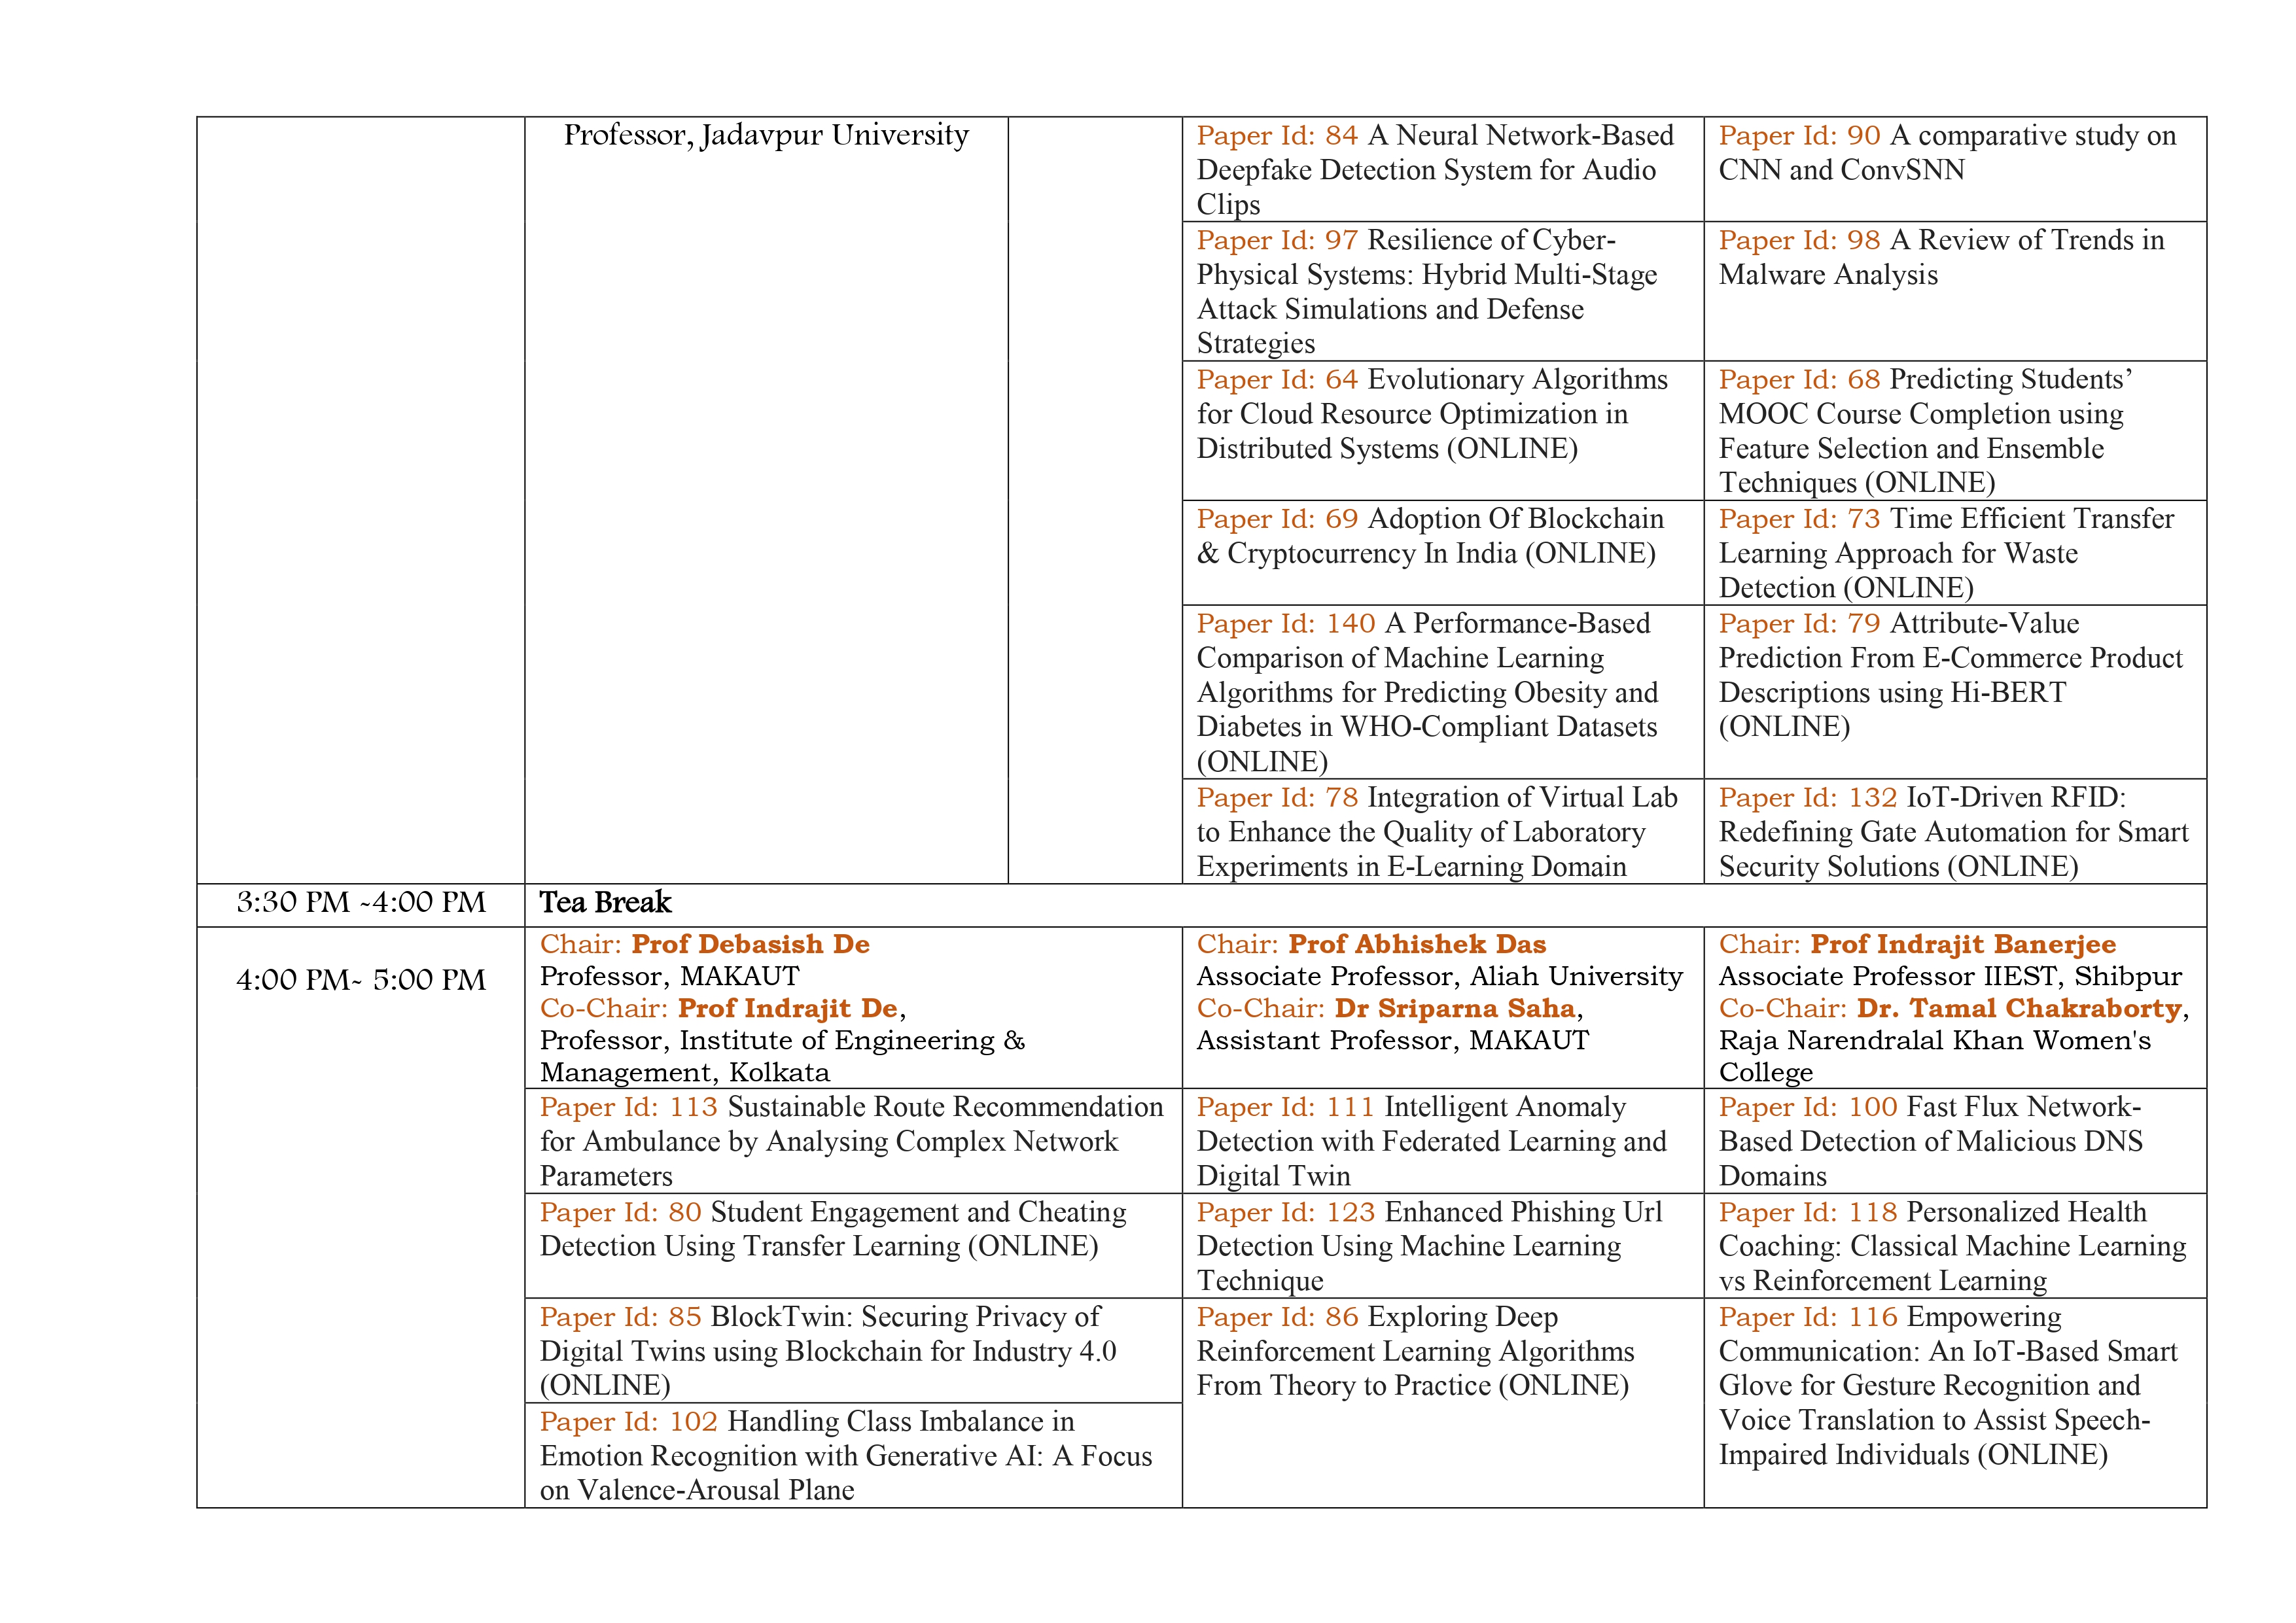 Professor, Jadavpur University
Paper Id: 84 A Neural Network-Based
Deepfake Detection System for Audio
Clips
Paper Id: 90 A comparative study on
CNN and ConvSNN
Paper Id: 97 Resilience of Cyber-
Physical Systems: Hybrid Multi-Stage
Attack Simulations and Defense
Strategies
Paper Id: 98 A Review of Trends in
Malware Analysis
Paper Id: 64 Evolutionary Algorithms
for Cloud Resource Optimization in
Distributed Systems (ONLINE)
Paper Id: 68 Predicting Students’
MOOC Course Completion using
Feature Selection and Ensemble
Techniques (ONLINE)
Paper Id: 69 Adoption Of Blockchain
& Cryptocurrency In India (ONLINE)
Paper Id: 73 Time Efficient Transfer
Learning Approach for Waste
Detection (ONLINE)
Paper Id: 140 A Performance-Based
Comparison of Machine Learning
Algorithms for Predicting Obesity and
Diabetes in WHO-Compliant Datasets
(ONLINE)
Paper Id: 79 Attribute-Value
Prediction From E-Commerce Product
Descriptions using Hi-BERT
(ONLINE)
Paper Id: 78 Integration of Virtual Lab
to Enhance the Quality of Laboratory
Experiments in E-Learning Domain
Paper Id: 132 IoT-Driven RFID:
Redefining Gate Automation for Smart
Security Solutions (ONLINE)
3:30 PM -4:00 PM
Tea Break
4:00 PM- 5:00 PM
Chair: Prof Debasish De
Professor, MAKAUT
Co-Chair: Prof Indrajit De,
Professor, Institute of Engineering &
Management, Kolkata
Chair: Prof Abhishek Das
Associate Professor, Aliah University
Co-Chair: Dr Sriparna Saha,
Assistant Professor, MAKAUT
Chair: Prof Indrajit Banerjee
Associate Professor IIEST, Shibpur
Co-Chair: Dr. Tamal Chakraborty,
Raja Narendralal Khan Women's
College
Paper Id: 113 Sustainable Route Recommendation
for Ambulance by Analysing Complex Network
Parameters
Paper Id: 111 Intelligent Anomaly
Detection with Federated Learning and
Digital Twin
Paper Id: 100 Fast Flux Network-
Based Detection of Malicious DNS
Domains
Paper Id: 80 Student Engagement and Cheating
Detection Using Transfer Learning (ONLINE)
Paper Id: 123 Enhanced Phishing Url
Detection Using Machine Learning
Technique
Paper Id: 118 Personalized Health
Coaching: Classical Machine Learning
vs Reinforcement Learning
Paper Id: 85 BlockTwin: Securing Privacy of
Digital Twins using Blockchain for Industry 4.0
(ONLINE)
Paper Id: 86 Exploring Deep
Reinforcement Learning Algorithms
From Theory to Practice (ONLINE)
Paper Id: 116 Empowering
Communication: An IoT-Based Smart
Glove for Gesture Recognition and
Voice Translation to Assist Speech-
Impaired Individuals (ONLINE)
Paper Id: 102 Handling Class Imbalance in
Emotion Recognition with Generative AI: A Focus
on Valence-Arousal Plane